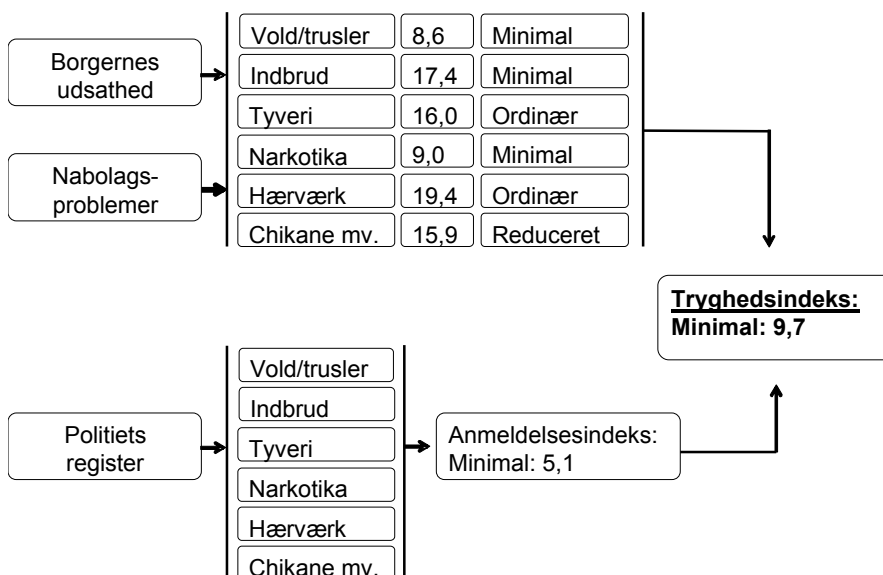 Borgernes
udsathed
Nabolags-
problemer
Vold/trusler 8,6 Minimal
Indbrud 17,4 Minimal
Tyveri 16,0 Ordinær
Narkotika 9,0 Minimal
Hærværk 19,4 Ordinær
Chikane mv. 15,9 Reduceret
Tryghedsindeks:
Minimal: 9,7
Politiets
register
Vold/trusler
Indbrud
Tyveri
Narkotika
Hærværk
Chikane mv.
Anmeldelsesindeks:
Minimal: 5,1